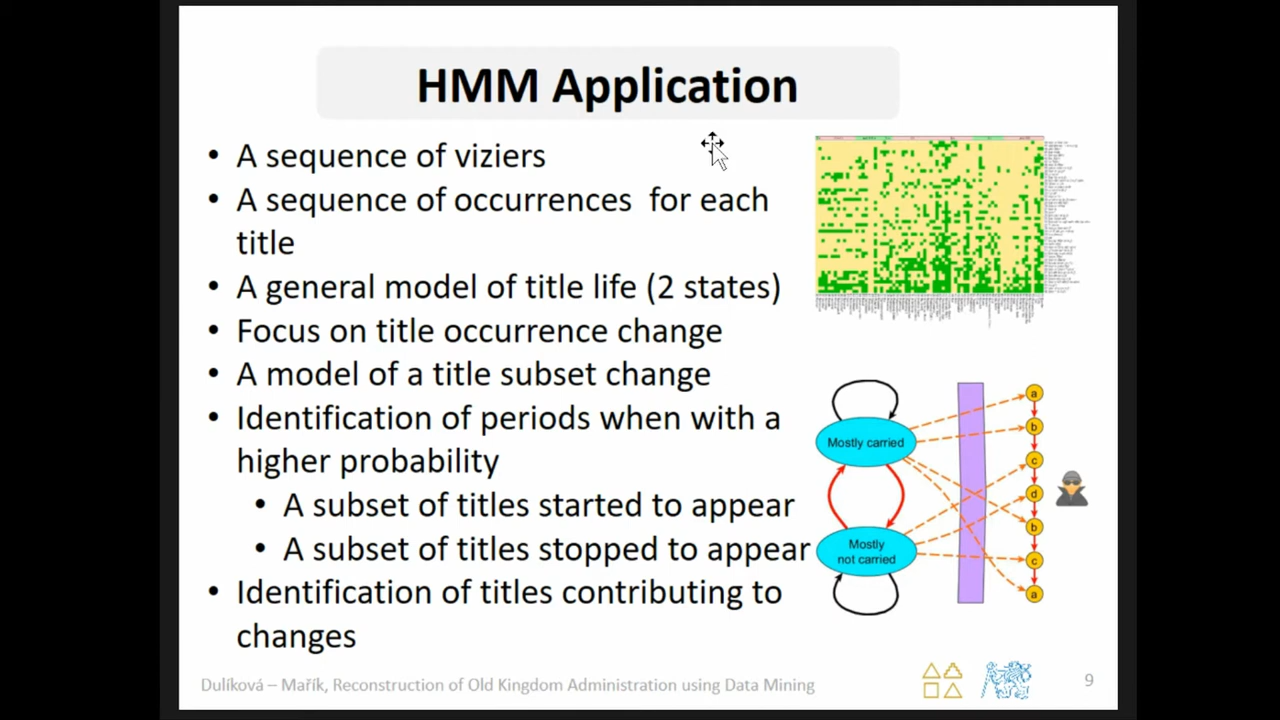 HMM Application
• A sequence of viziers
• A sequence of occurrences for each
title
• A general model of title life (2 states)
• Focus on title occurrence change
• A model of a title subset change
• Identification of periods when with a
higher probability
• A subset of titles started to appear
• A subset of titles stopped to appear
• Identification of titles contributing to
changes
Mostly carried
Mostly
not carried
a
b
c
d
b
c
a
Dulíková – Mařík, Reconstruction of Old Kingdom Administration using Data Mining
9